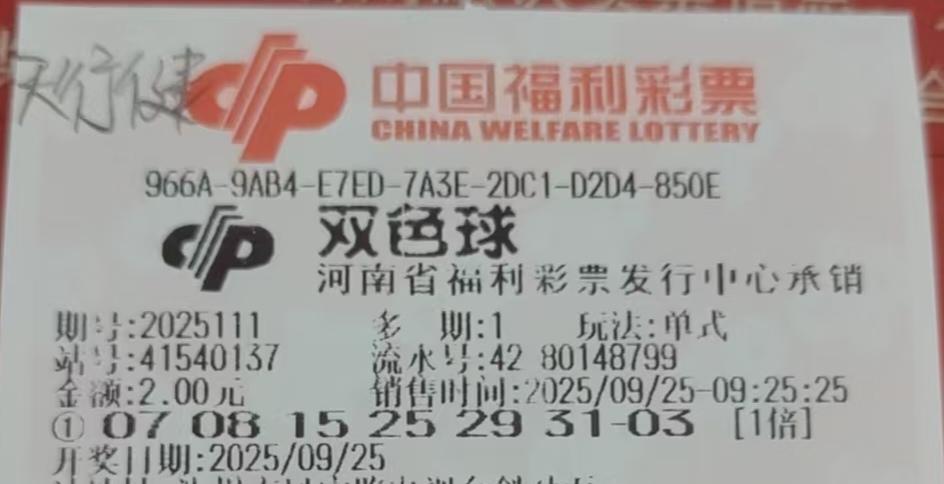 天行健
中国福利彩票
CHINA WELFARE LOTTERY
966A-9AB4-E7ED-7A3E-2DC1-D2D4-850E
双色球
河南省福利彩票发行中心承销
期号:2025111 多 期:1 玩法:单式
站号:41540137 流水号:42 80148799
金额:2.00元 销售时间:2025/09/25-09:25:25
① 07 08 15 25 29 31-03 [1倍]
开奖日期:2025/09/25